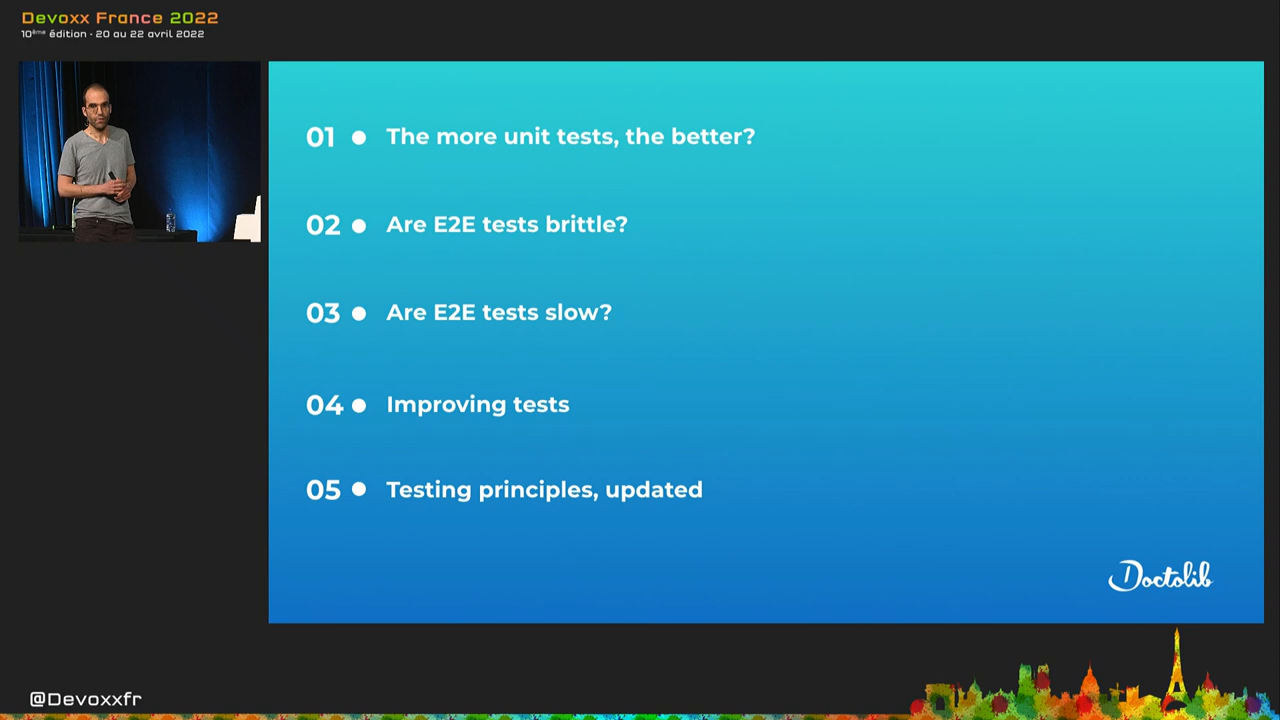 Devoxx France 2022
10ème édition - 20 au 22 avril 2022
01 ● The more unit tests, the better?
02 ● Are E2E tests brittle?
03 ● Are E2E tests slow?
04 ● Improving tests
05 ● Testing principles, updated
Doctolib
@Devoxxfr